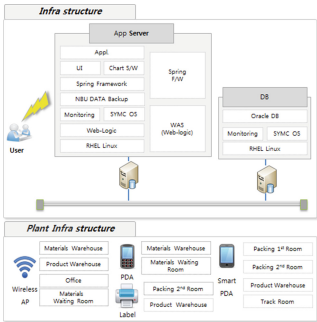 Infra structure
App Server
Appl.
UI
Chart S/W
Spring Framework
NBU DATA Backup
Monitoring
SYMC OS
Web-Logic
RHEL Linux
Spring
F/W
WAS
(Web-logic)
DB
Oracle DB
Monitoring
SYMC OS
RHEL Linux
User
Plant Infra structure
Wireless
AP
Materials Warehouse
Product Warehouse
Office
Materials
Waiting Room
PDA
Materials Warehouse
Materials Waiting
Room
Label
Packing 2nd Room
Product Warehouse
Smart
PDA
Packing 1st Room
Packing 2nd Room
Product Warehouse
Track Room